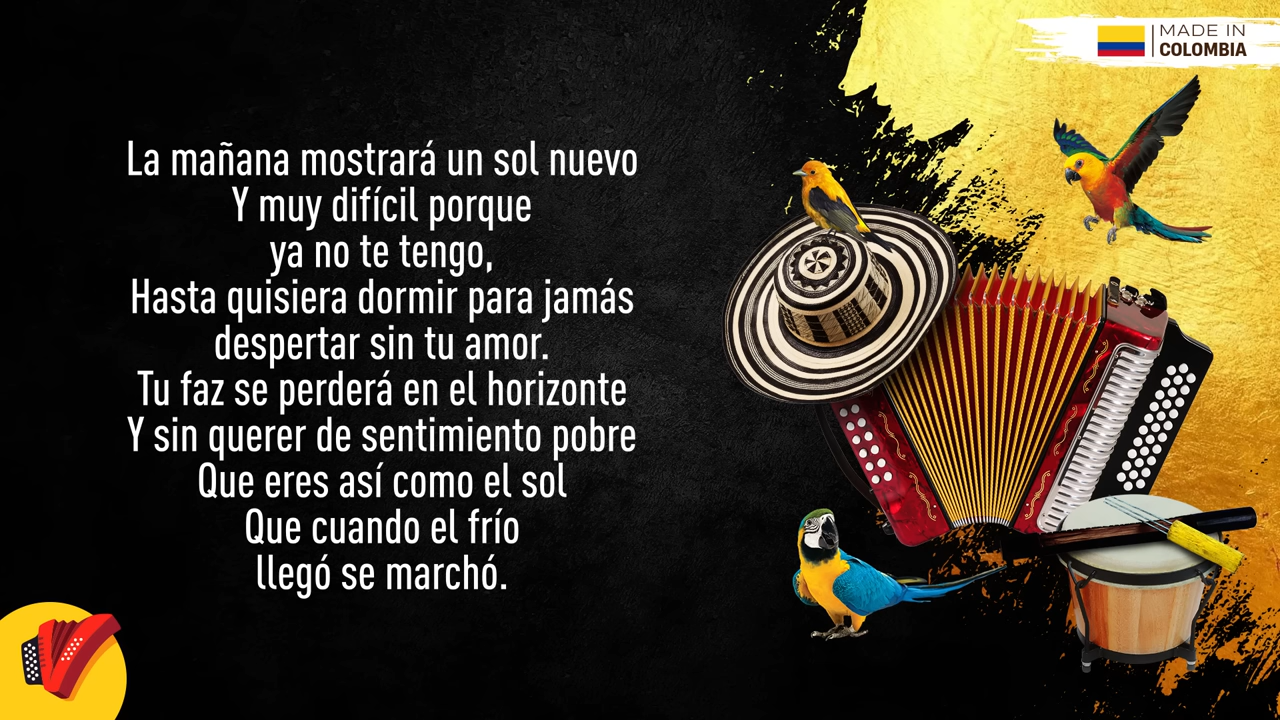 MADE IN
COLOMBIA
La mañana mostrará un sol nuevo
Y muy difícil porque
ya no te tengo,
Hasta quisiera dormir para jamás
despertar sin tu amor.
Tu faz se perderá en el horizonte
Y sin querer de sentimiento pobre
Que eres así como el sol
Que cuando el frío
llegó se marchó.